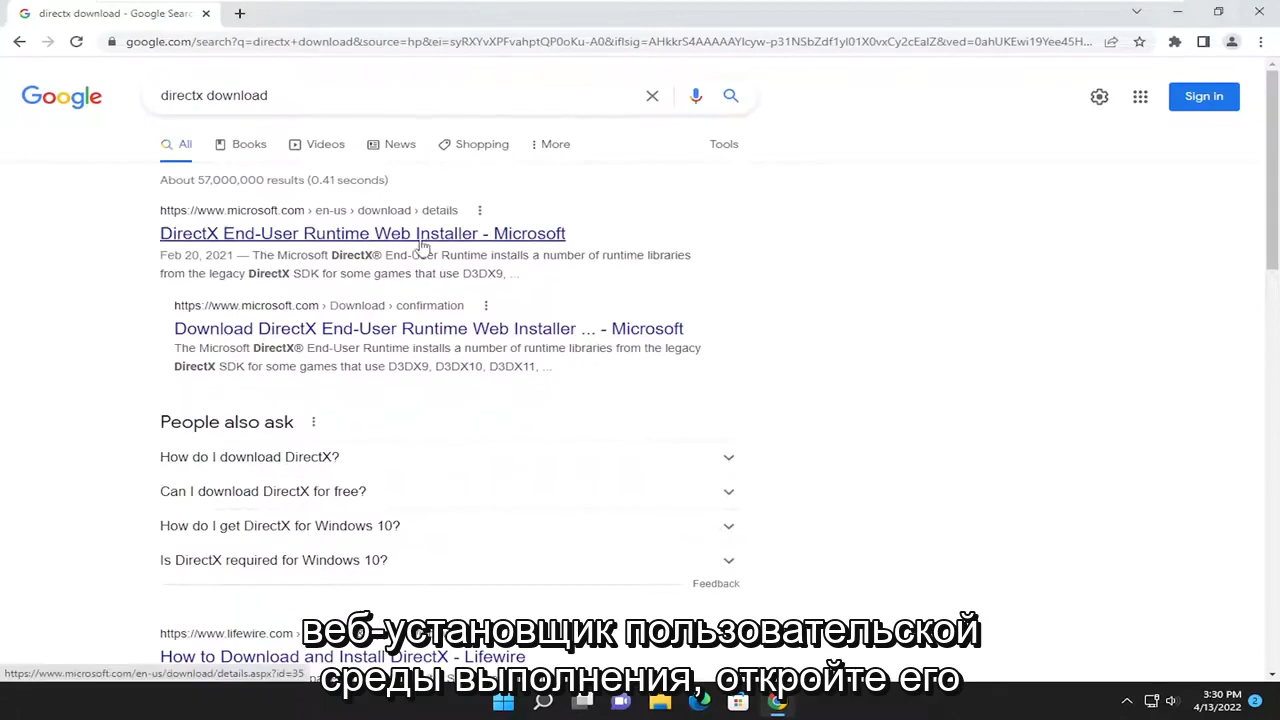 directx download - Google Searc
google.com/search?q=directx+download&source=hp&ei=syRXYvXPFvahptQP0oKu-A0&iflsig=AHkkrS4AAAAAYlcyw-p31NSbZdf1yl01X0vxCy2cEaIZ&ved=0ahUKEwi19Yee45H...
Google
directx download
Sign in
All Books Videos News Shopping More Tools
About 57,000,000 results (0.41 seconds)
https://www.microsoft.com › en-us › download › details
DirectX End-User Runtime Web Installer - Microsoft
Feb 20, 2021 — The Microsoft DirectX® End-User Runtime installs a number of runtime libraries
from the legacy DirectX SDK for some games that use D3DX9, ...
https://www.microsoft.com › Download › confirmation
Download DirectX End-User Runtime Web Installer ... - Microsoft
The Microsoft DirectX® End-User Runtime installs a number of runtime libraries from the legacy
DirectX SDK for some games that use D3DX9, D3DX10, D3DX11, ...
People also ask
How do I download DirectX?
Can I download DirectX for free?
How do I get DirectX for Windows 10?
Is DirectX required for Windows 10?
Feedback
https://www.lifewire.com
How to Download and Install DirectX - Lifewire
веб-установщик пользовательской
среды выполнения, откройте его
https://www.microsoft.com/en-us/download/details.aspx?id=35
3:30 PM
4/13/2022
2